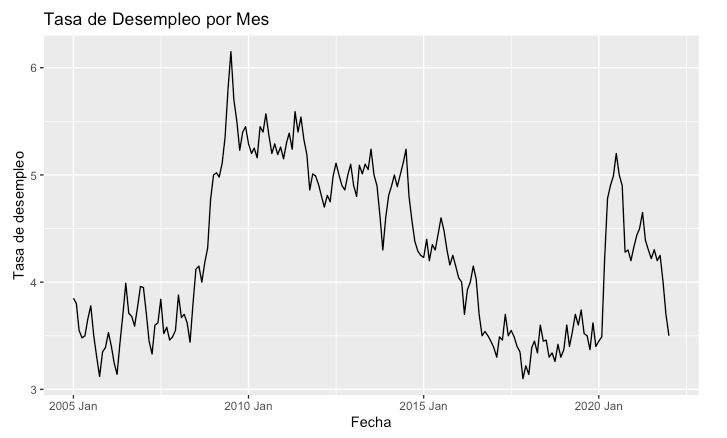 Tasa de Desempleo por Mes
6
5
4
3
Tasa de desempleo
2005 Jan
2010 Jan
2015 Jan
2020 Jan
Fecha